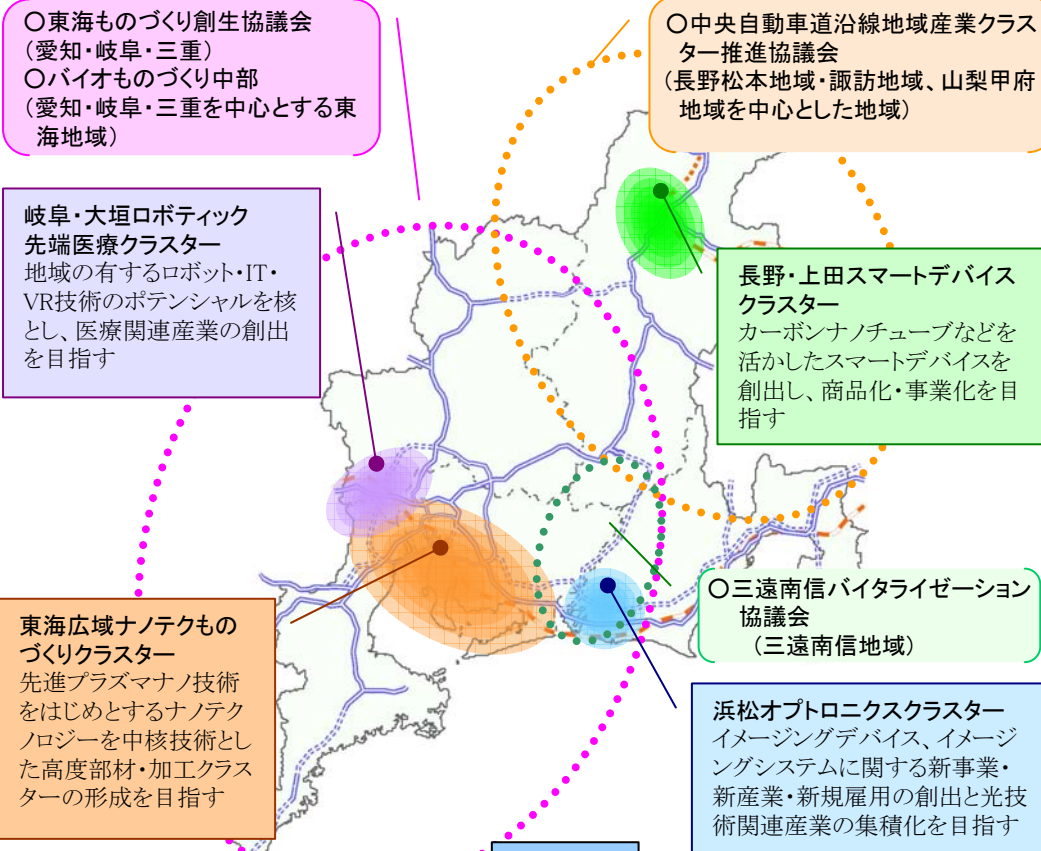 〇東海ものづくり創生協議会
(愛知・岐阜・三重)
〇バイオものづくり中部
(愛知・岐阜・三重を中心とする東
海地域)
〇中央自動車道沿線地域産業クラス
ター推進協議会
(長野松本地域・諏訪地域、山梨甲府
地域を中心とした地域)
岐阜・大垣ロボティック
先端医療クラスター
地域の有するロボット・IT・
VR技術のポテンシャルを核
とし、医療関連産業の創出
を目指す
長野・上田スマートデバイス
クラスター
カーボンナノチューブなどを
活かしたスマートデバイスを
創出し、商品化・事業化を目
指す
〇三遠南信バイタライゼーション
協議会
(三遠南信地域)
東海広域ナノテクもの
づくりクラスター
先進プラズマナノ技術
をはじめとするナノテク
ノロジーを中核技術とし
た高度部材・加工クラス
ターの形成を目指す
浜松オプトロニクスクラスター
イメージングデバイス、イメージ
ングシステムに関する新事業・
新産業・新規雇用の創出と光技
術関連産業の集積化を目指す